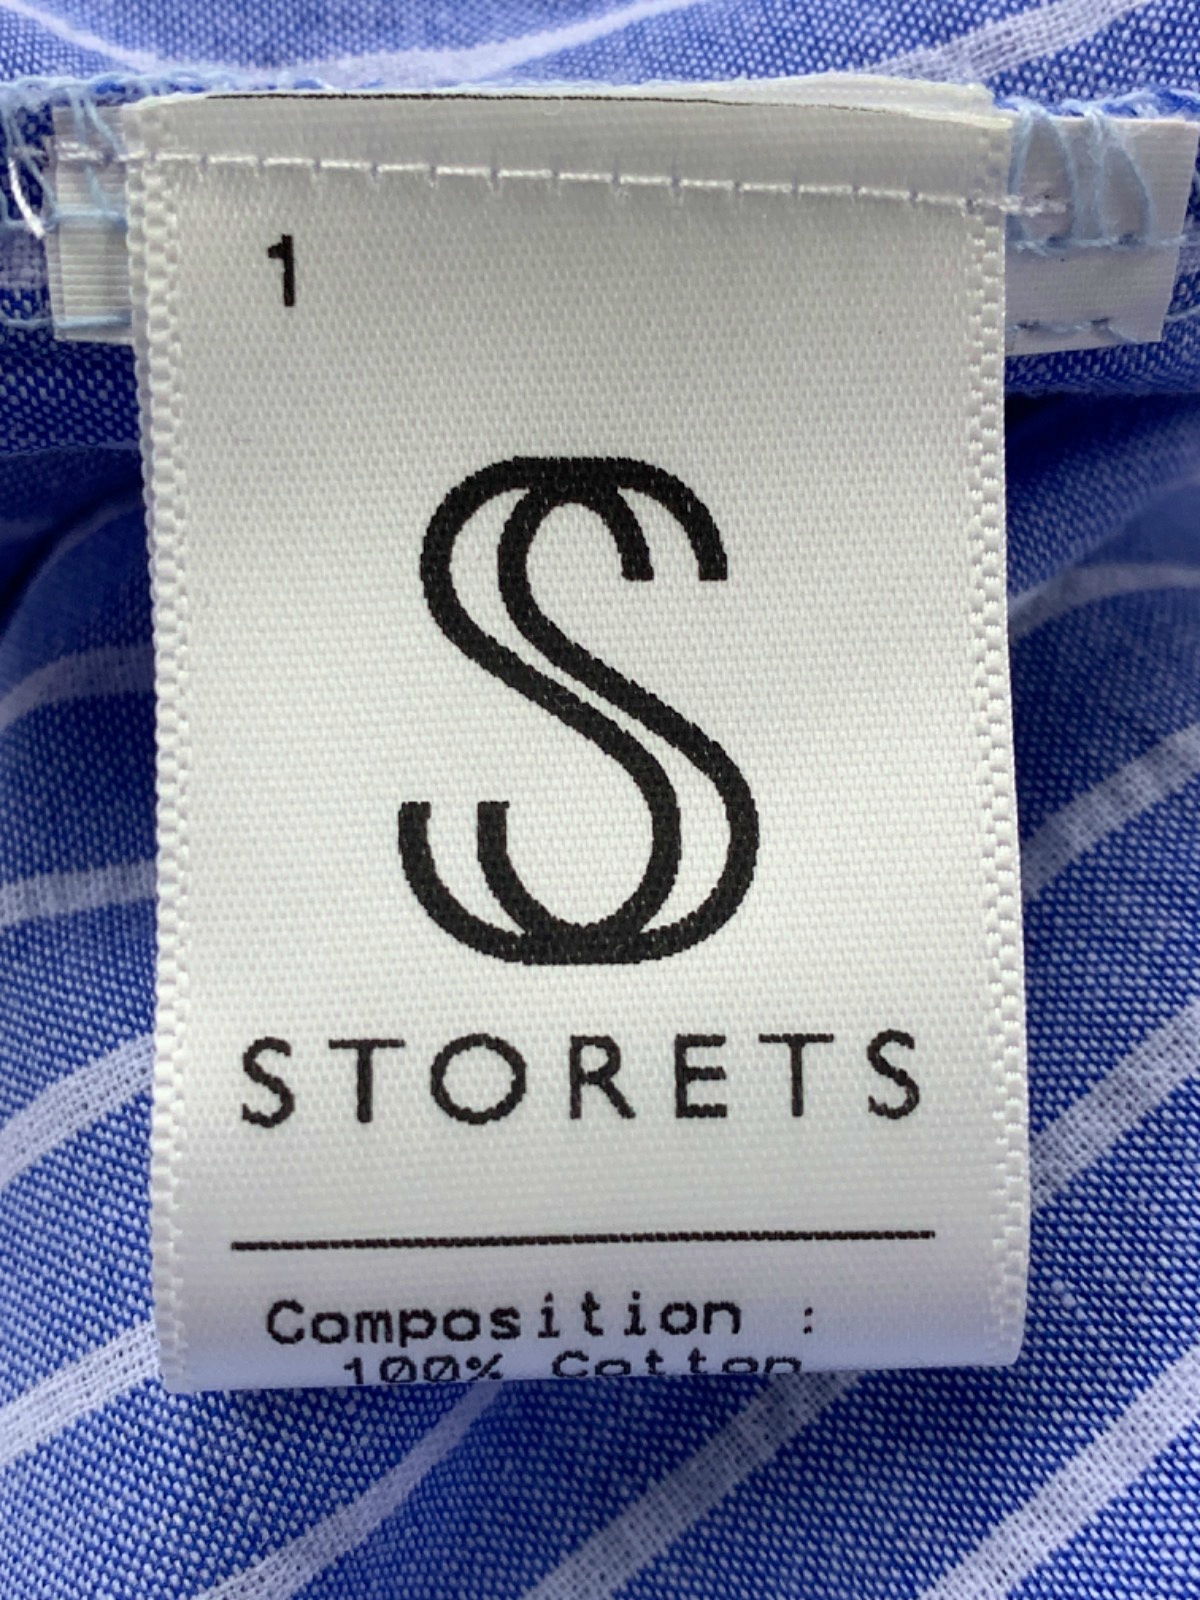 1
S
STORETS
Composition :
100% Cotton